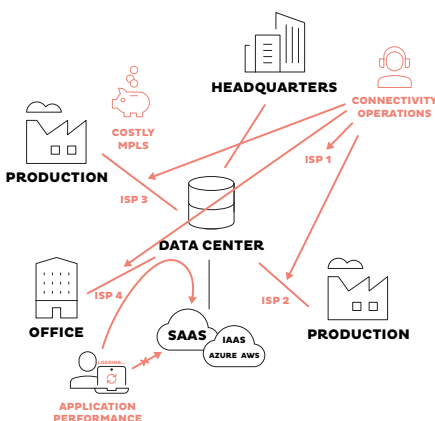 HEADQUARTERS
CONNECTIVITY
OPERATIONS
COSTLY
MPLS
ISP 1
PRODUCTION
ISP 3
DATA CENTER
ISP 4
ISP 2
OFFICE
SAAS
IAAS
AZURE AWS
PRODUCTION
LOADING...
APPLICATION
PERFORMANCE